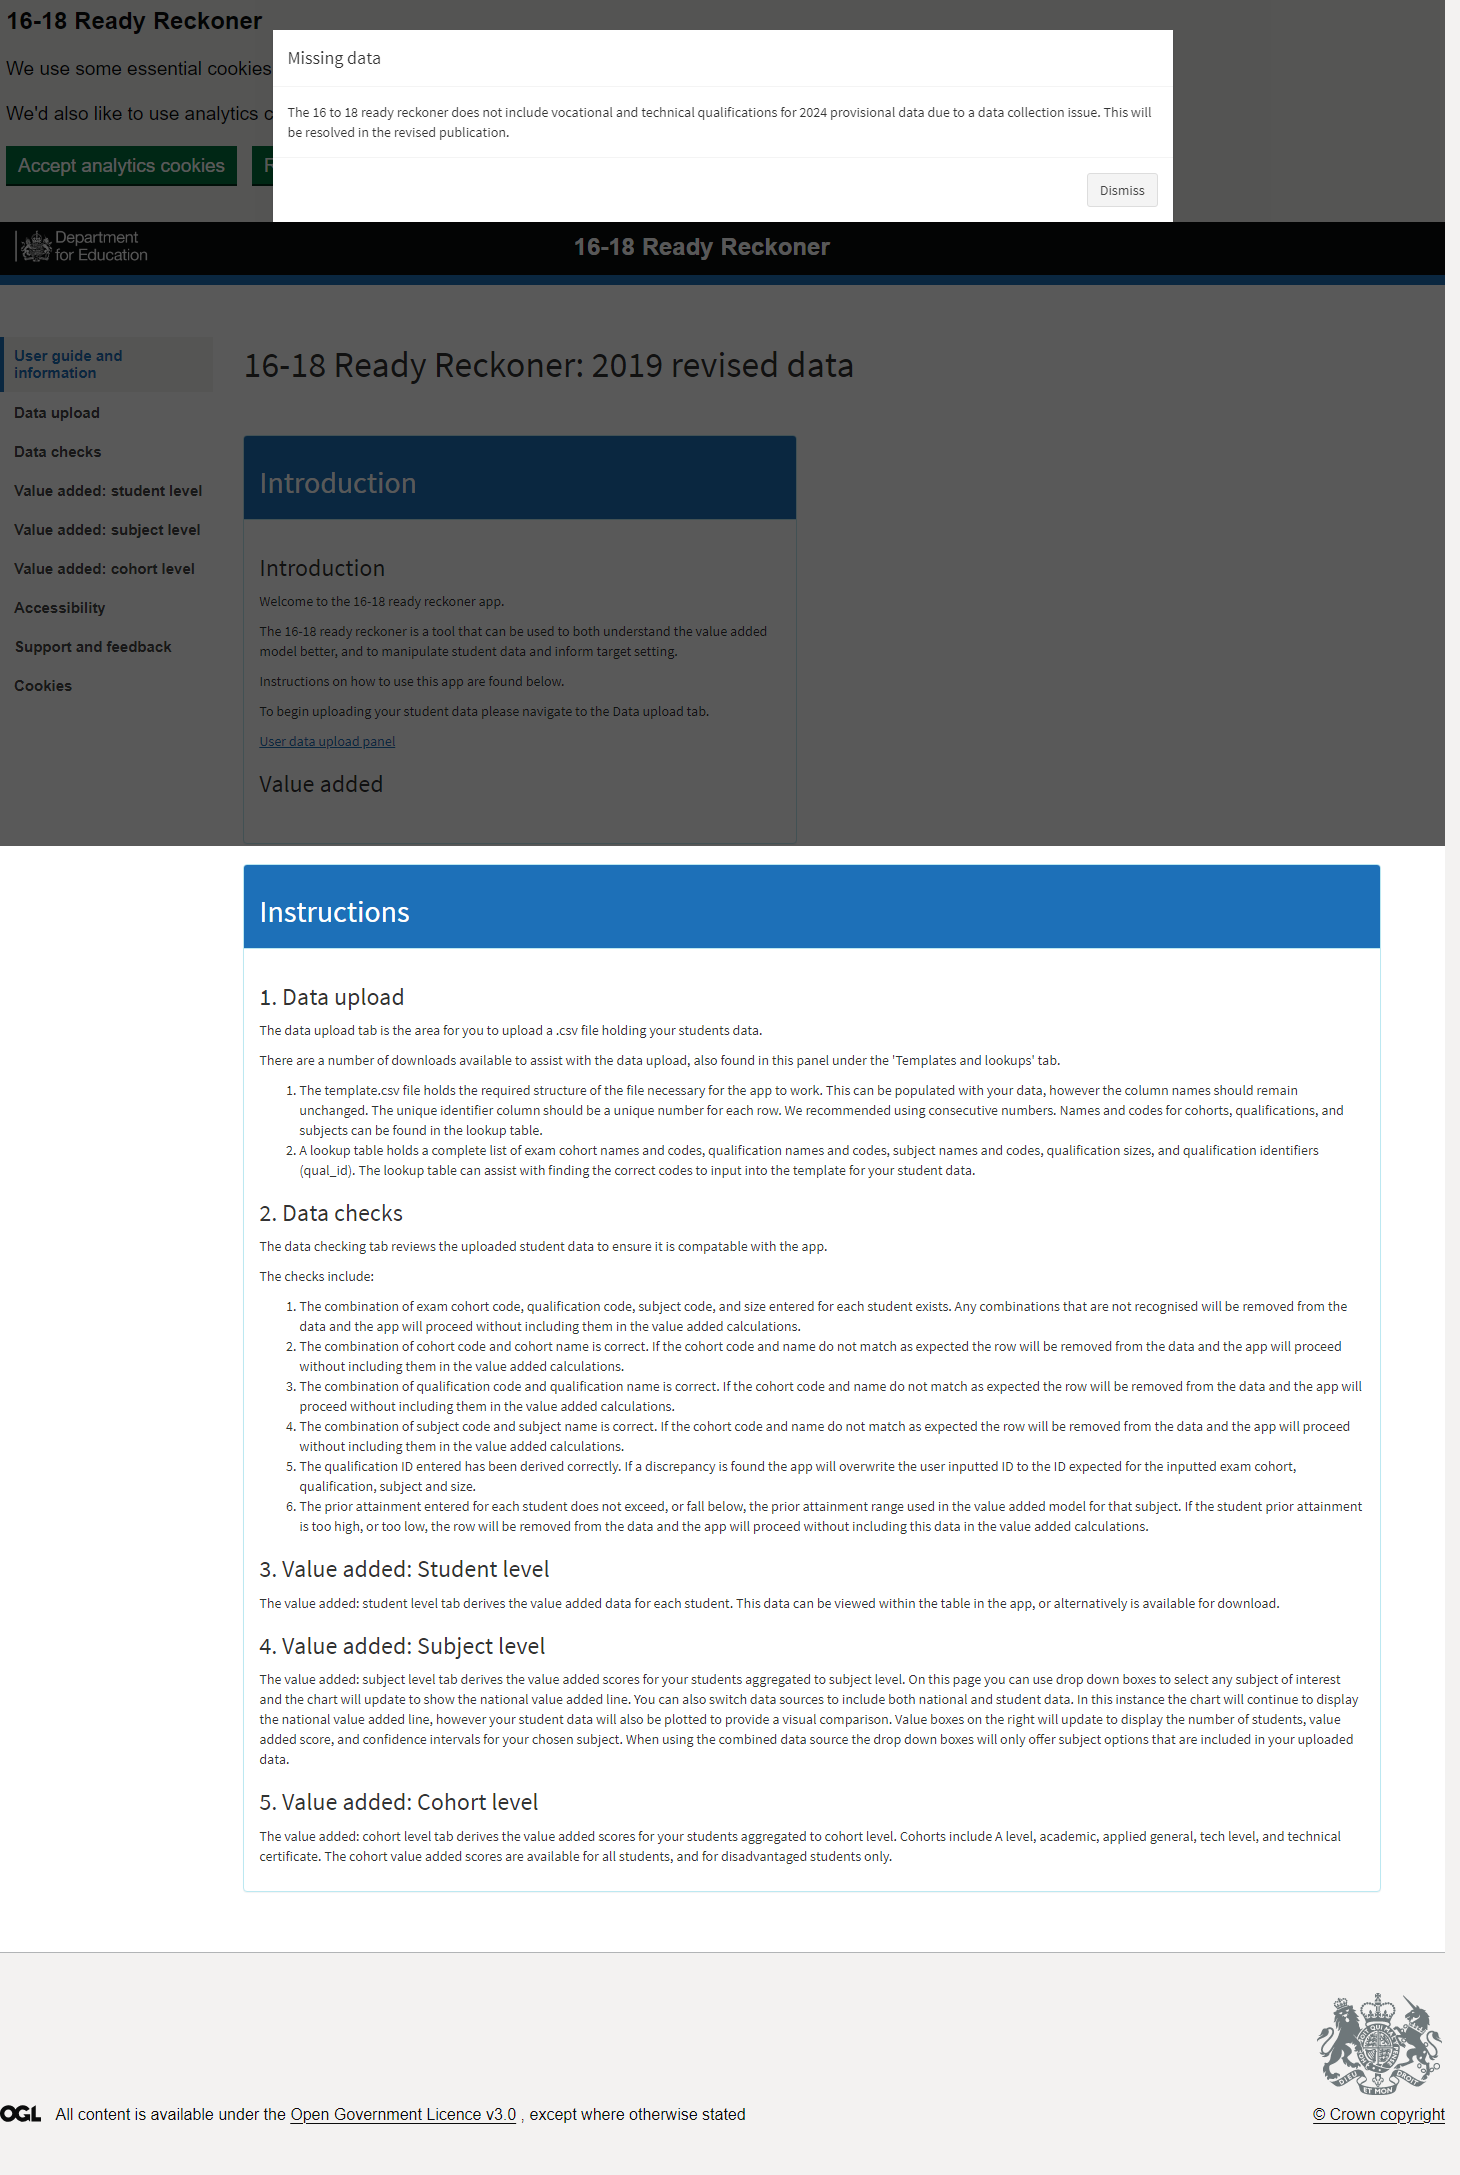 16-18 Ready Reckoner
We use some essential cookies
We'd also like to use analytics c
Accept analytics cookies
R
Missing data
The 16 to 18 ready reckoner does not include vocational and technical qualifications for 2024 provisional data due to a data collection issue. This will
be resolved in the revised publication.
Dismiss
Department
for Education
16-18 Ready Reckoner
User guide and
information
Data upload
Data checks
Value added: student level
Value added: subject level
Value added: cohort level
Accessibility
Support and feedback
Cookies
16-18 Ready Reckoner: 2019 revised data
Introduction
Introduction
Welcome to the 16-18 ready reckoner app.
The 16-18 ready reckoner is a tool that can be used to both understand the value added
model better, and to manipulate student data and inform target setting.
Instructions on how to use this app are found below.
To begin uploading your student data please navigate to the Data upload tab.
User data upload panel
Value added
Instructions
1. Data upload
The data upload tab is the area for you to upload a .csv file holding your students data.
There are a number of downloads available to assist with the data upload, also found in this panel under the 'Templates and lookups' tab.
1. The template.csv file holds the required structure of the file necessary for the app to work. This can be populated with your data, however the column names should remain
unchanged. The unique identifier column should be a unique number for each row. We recommended using consecutive numbers. Names and codes for cohorts, qualifications, and
subjects can be found in the lookup table.
2. A lookup table holds a complete list of exam cohort names and codes, qualification names and codes, subject names and codes, qualification sizes, and qualification identifiers
(qual_id). The lookup table can assist with finding the correct codes to input into the template for your student data.
2. Data checks
The data checking tab reviews the uploaded student data to ensure it is compatable with the app.
The checks include:
1. The combination of exam cohort code, qualification code, subject code, and size entered for each student exists. Any combinations that are not recognised will be removed from the
data and the app will proceed without including them in the value added calculations.
2. The combination of cohort code and cohort name is correct. If the cohort code and name do not match as expected the row will be removed from the data and the app will proceed
without including them in the value added calculations.
3. The combination of qualification code and qualification name is correct. If the cohort code and name do not match as expected the row will be removed from the data and the app will
proceed without including them in the value added calculations.
4. The combination of subject code and subject name is correct. If the cohort code and name do not match as expected the row will be removed from the data and the app will proceed
without including them in the value added calculations.
5. The qualification ID entered has been derived correctly. If a discrepancy is found the app will overwrite the user inputted ID to the ID expected for the inputted exam cohort,
qualification, subject and size.
6. The prior attainment entered for each student does not exceed, or fall below, the prior attainment range used in the value added model for that subject. If the student prior attainment
is too high, or too low, the row will be removed from the data and the app will proceed without including this data in the value added calculations.
3. Value added: Student level
The value added: student level tab derives the value added data for each student. This data can be viewed within the table in the app, or alternatively is available for download.
4. Value added: Subject level
The value added: subject level tab derives the value added scores for your students aggregated to subject level. On this page you can use drop down boxes to select any subject of interest
and the chart will update to show the national value added line. You can also switch data sources to include both national and student data. In this instance the chart will continue to display
the national value added line, however your student data will also be plotted to provide a visual comparison. Value boxes on the right will update to display the number of students, value
added score, and confidence intervals for your chosen subject. When using the combined data source the drop down boxes will only offer subject options that are included in your uploaded
data.
5. Value added: Cohort level
The value added: cohort level tab derives the value added scores for your students aggregated to cohort level. Cohorts include A level, academic, applied general, tech level, and technical
certificate. The cohort value added scores are available for all students, and for disadvantaged students only.
OGL All content is available under the Open Government Licence v3.0 , except where otherwise stated
© Crown copyright